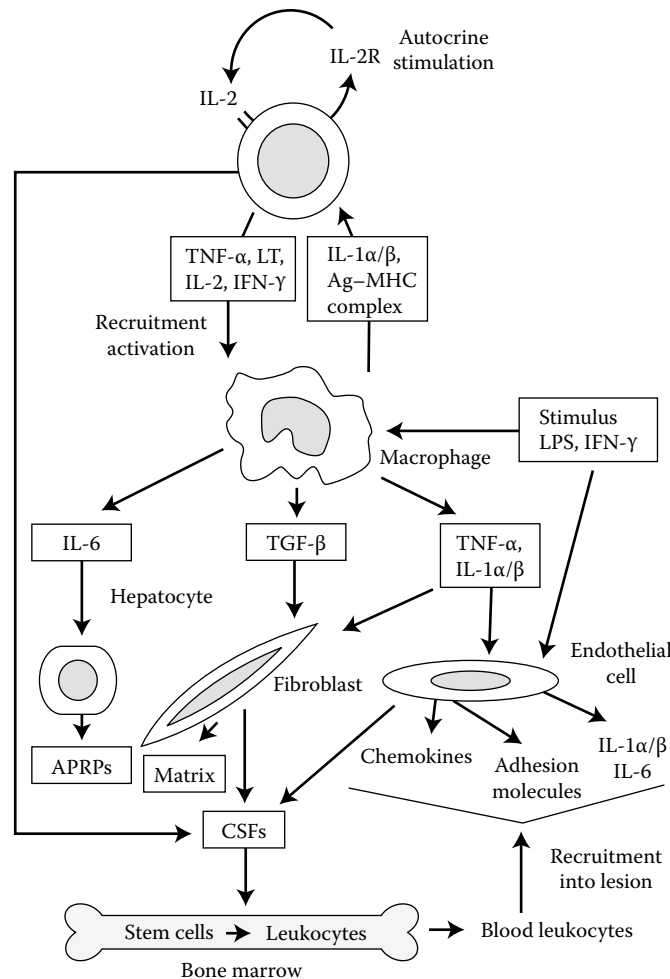 IL-2R
Autocrine
stimulation
IL-2
TNF-α, LT,
IL-2, IFN-γ
IL-1α/β,
Ag–MHC
complex
Recruitment
activation
Stimulus
LPS, IFN-γ
Macrophage
IL-6
TGF-β
TNF-α,
IL-1α/β
Hepatocyte
Fibroblast
Endothelial
cell
APRPs
Matrix
Chemokines
Adhesion
molecules
IL-1α/β
IL-6
CSFs
Recruitment
into lesion
Stem cells
Leukocytes
Blood leukocytes
Bone marrow